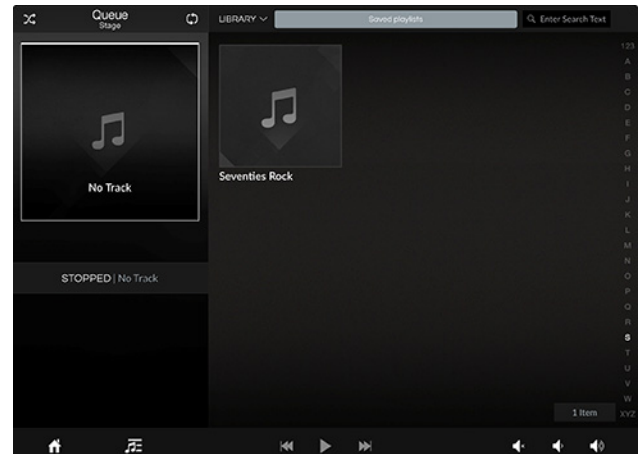 Queue
Stage
LIBRARY
Saved playlists
Enter Search Text
No Track
Seventies Rock
STOPPED | No Track
123
A
B
C
D
E
F
G
H
I
J
K
L
M
N
O
P
Q
R
S
T
U
V
W
XYZ
1 Item